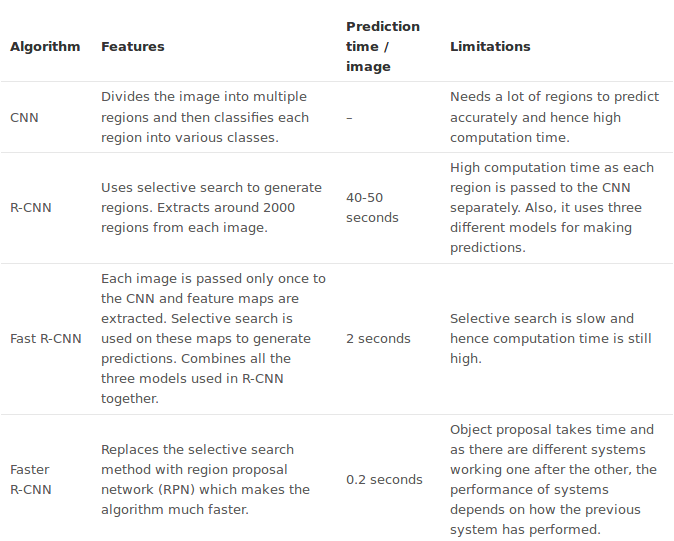 Algorithm Features Prediction time / image Limitations
CNN
Divides the image into multiple
regions and then classifies each
region into various classes.
–
Needs a lot of regions to predict
accurately and hence high
computation time.
R-CNN
Uses selective search to generate
regions. Extracts around 2000
regions from each image.
40-50
seconds
High computation time as each
region is passed to the CNN
separately. Also, it uses three
different models for making
predictions.
Fast R-CNN
Each image is passed only once to
the CNN and feature maps are
extracted. Selective search is
used on these maps to generate
predictions. Combines all the
three models used in R-CNN
together.
2 seconds
Selective search is slow and
hence computation time is still
high.
Faster
R-CNN
Replaces the selective search
method with region proposal
network (RPN) which makes the
algorithm much faster.
0.2 seconds
Object proposal takes time and
as there are different systems
working one after the other, the
performance of systems
depends on how the previous
system has performed.